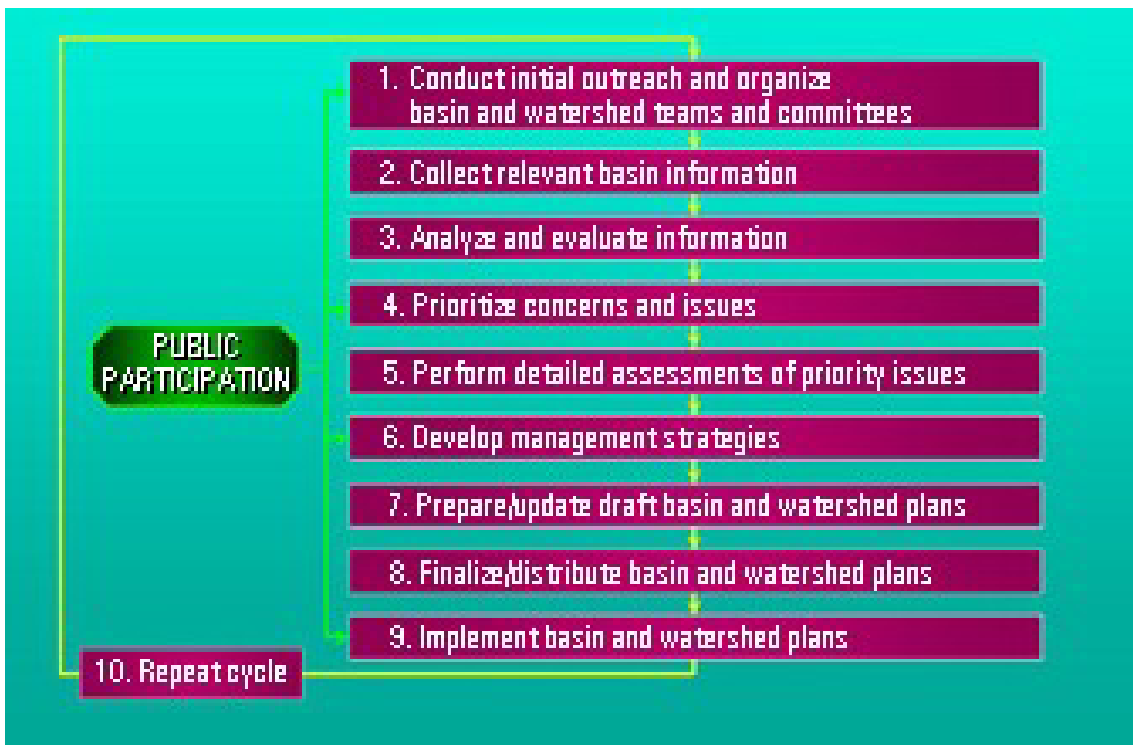 1. Conduct initial outreach and organize
basin and watershed teams and committees
2. Collect relevant basin information
3. Analyze and evaluate information
4. Prioritize concerns and issues
PUBLIC
PARTICIPATION
5. Perform detailed assessments of priority issues
6. Develop management strategies
7. Prepare/update draft basin and watershed plans
8. Finalize/distribute basin and watershed plans
9. Implement basin and watershed plans
10. Repeat cycle